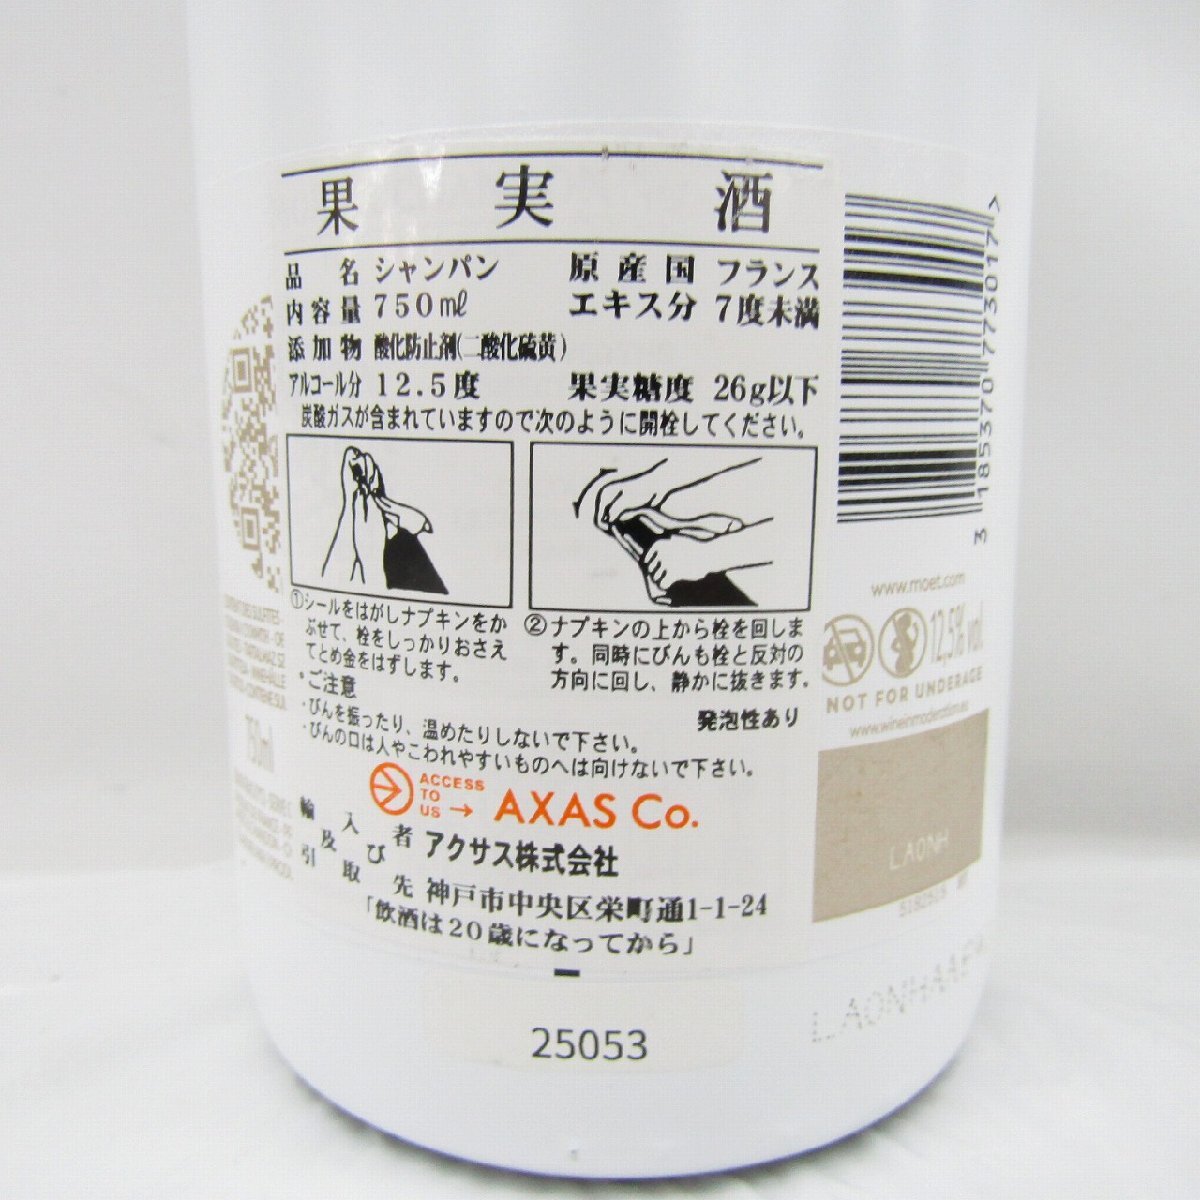 果実酒
品名 シャンパン 原産国 フランス
内容量 750㎖ エキス分 7度未満
添加物 酸化防止剤(二酸化硫黄)
アルコール分 12.5度 果実糖度 26g以下
炭酸ガスが含まれていますので次のように開栓してください。
①シールをはがしナプキンをか
ぶせて、栓をしっかりおさえ
てとめ金をはずします。
②ナプキンの上から栓を回しま
す。同時にびんも栓と反対の
方向に回し、静かに抜きます。
・ご注意
発泡性あり
・びんを振ったり、温めたりしないで下さい。
・びんの口は人やこわれやすいものへは向けないで下さい。
ACCESS
TO
US → AXAS Co.
輸入者及び引取先
アクサス株式会社
神戸市中央区栄町通1-1-24
「飲酒は20歳になってから」
25053
3 185370 773017 >
www.moet.com
12,5% vol
NOT FOR UNDERAGE
LAONH
750ml